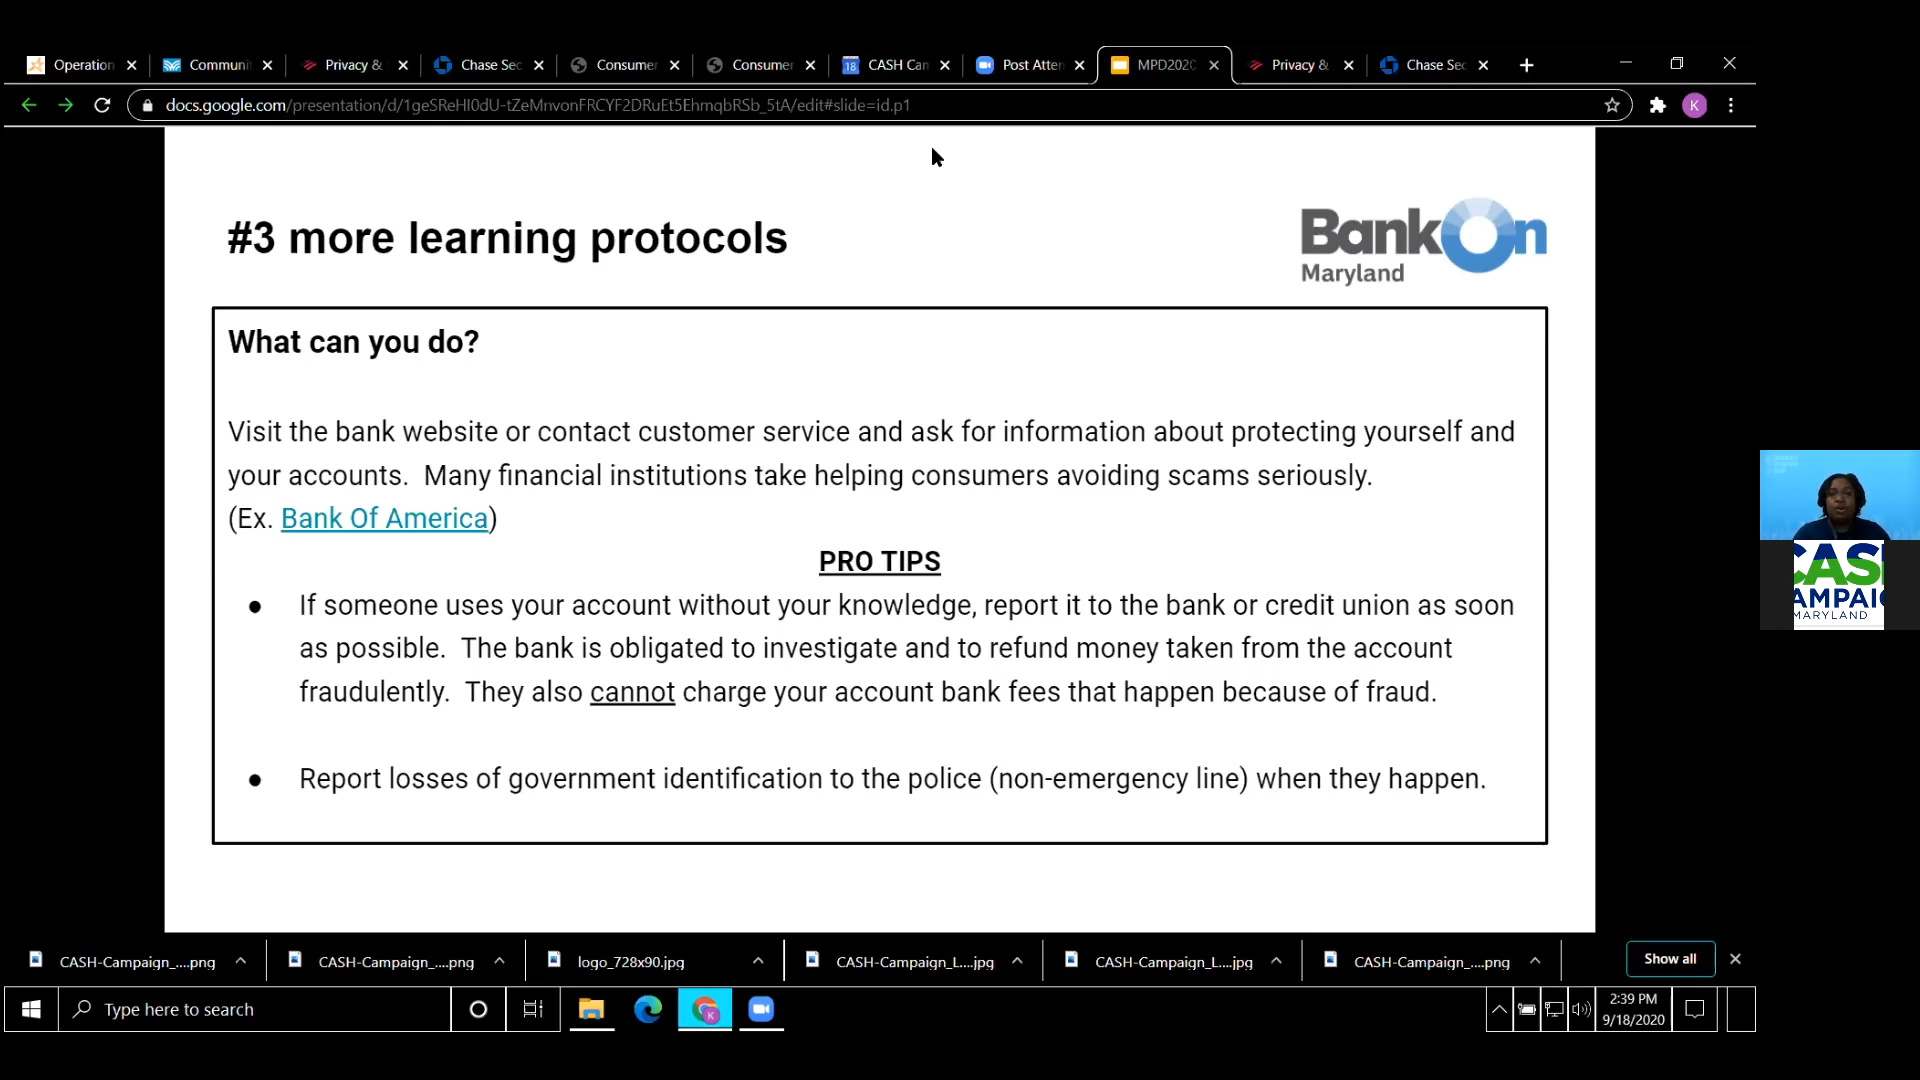 Operation
Communi
Privacy &
Chase Sec
Consumer
Consumer
18
CASH Can
Post Atten
MPD2020
Privacy &
Chase Sec
docs.google.com/presentation/d/1geSReHI0dU-tZeMnvonFRCYF2DRuEt5EhmqbRSb_5tA/edit#slide=id.p1
K
#3 more learning protocols
BankOn
Maryland
What can you do?
Visit the bank website or contact customer service and ask for information about protecting yourself and
your accounts.  Many financial institutions take helping consumers avoiding scams seriously.
(Ex. Bank Of America)
PRO TIPS
● If someone uses your account without your knowledge, report it to the bank or credit union as soon
as possible.  The bank is obligated to investigate and to refund money taken from the account
fraudulently.  They also cannot charge your account bank fees that happen because of fraud.
● Report losses of government identification to the police (non-emergency line) when they happen.
CAS
AMPAI
MARYLAND
CASH-Campaign_....png
CASH-Campaign_....png
logo_728x90.jpg
CASH-Campaign_L....jpg
CASH-Campaign_L....jpg
CASH-Campaign_....png
Show all
Type here to search
K
2:39 PM
9/18/2020